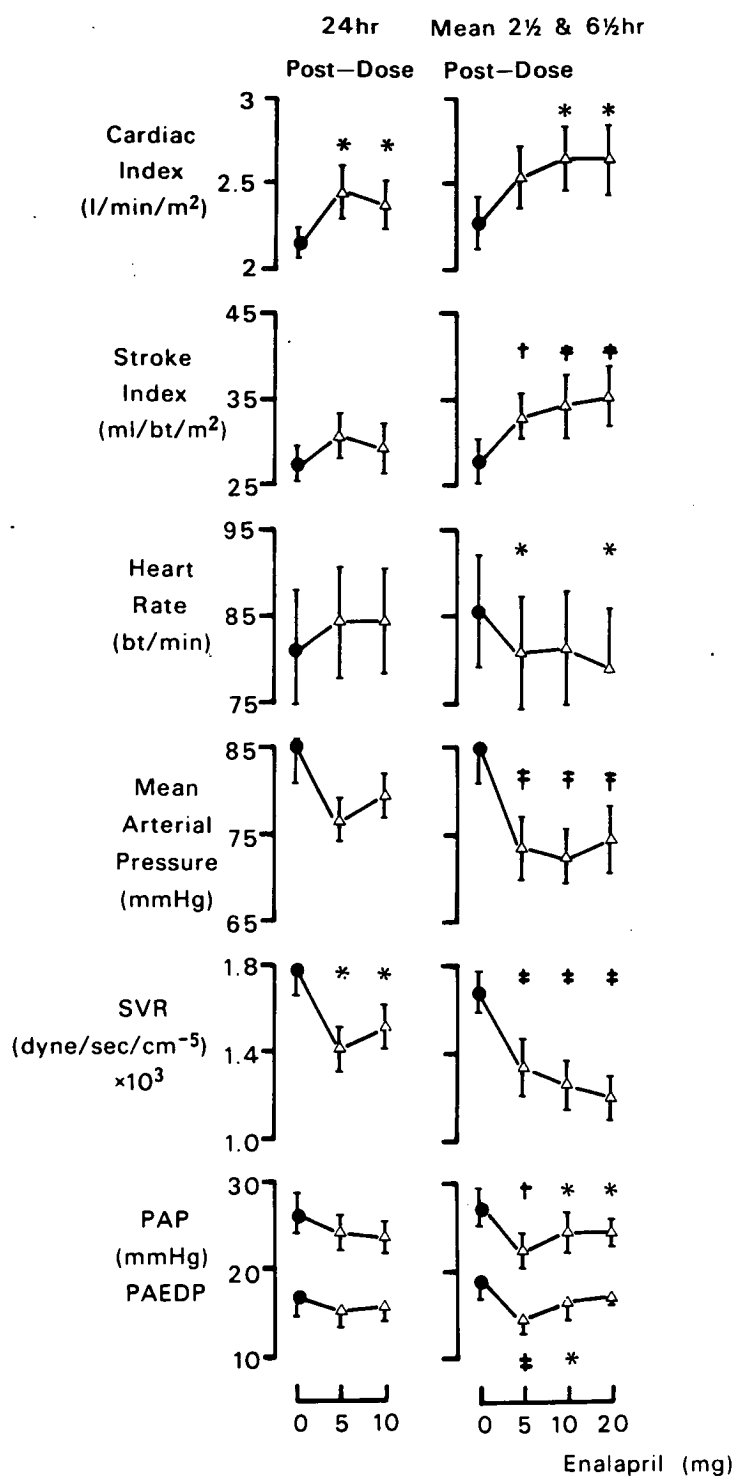 24hr Mean 2½ & 6½hr
Post–Dose Post–Dose
Cardiac
Index
(l/min/m²)
3
2.5
2
* *
* *
Stroke
Index
(ml/bt/m²)
45
35
25
†
Heart
Rate
(bt/min)
95
85
75
* *
Mean
Arterial
Pressure
(mmHg)
85
75
65
‡ ‡ ‡
SVR
(dyne/sec/cm⁻⁵)
×10³
1.8
1.4
1.0
* *
‡ ‡ ‡
PAP
(mmHg)
PAEDP
30
20
10
† * *
‡ *
0 5 10 0 5 10 20
Enalapril (mg)